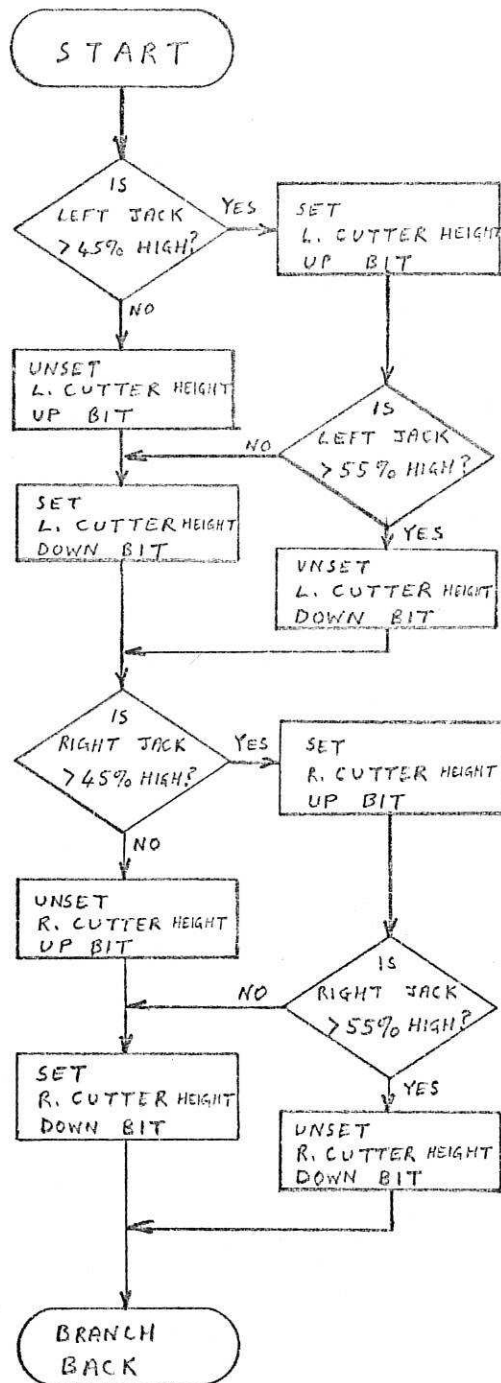 START
IS
LEFT JACK
>45% HIGH?
YES
SET
L. CUTTER HEIGHT
UP BIT
NO
UNSET
L. CUTTER HEIGHT
UP BIT
IS
LEFT JACK
>55% HIGH?
NO
SET
L. CUTTER HEIGHT
DOWN BIT
YES
UNSET
L. CUTTER HEIGHT
DOWN BIT
IS
RIGHT JACK
>45% HIGH?
YES
SET
R. CUTTER HEIGHT
UP BIT
NO
UNSET
R. CUTTER HEIGHT
UP BIT
IS
RIGHT JACK
>55% HIGH?
NO
SET
R. CUTTER HEIGHT
DOWN BIT
YES
UNSET
R. CUTTER HEIGHT
DOWN BIT
BRANCH
BACK